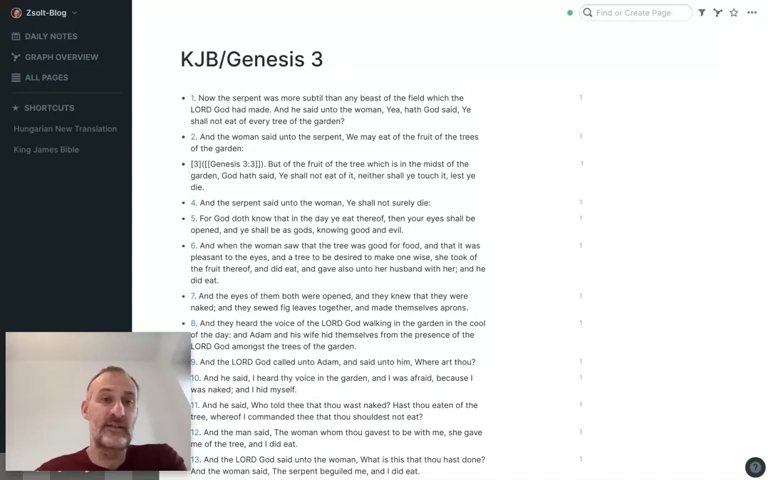 Zsolt-Blog
Find or Create Page
DAILY NOTES
GRAPH OVERVIEW
ALL PAGES
SHORTCUTS
Hungarian New Translation
King James Bible
KJB/Genesis 3
1. Now the serpent was more subtil than any beast of the field which the
LORD God had made. And he said unto the woman, Yea, hath God said, Ye
shall not eat of every tree of the garden?
1
2. And the woman said unto the serpent, We may eat of the fruit of the trees
of the garden:
1
[3]([[Genesis 3:3]]). But of the fruit of the tree which is in the midst of the
garden, God hath said, Ye shall not eat of it, neither shall ye touch it, lest ye
die.
1
4. And the serpent said unto the woman, Ye shall not surely die:
1
5. For God doth know that in the day ye eat thereof, then your eyes shall be
opened, and ye shall be as gods, knowing good and evil.
1
6. And when the woman saw that the tree was good for food, and that it was
pleasant to the eyes, and a tree to be desired to make one wise, she took of
the fruit thereof, and did eat, and gave also unto her husband with her; and he
did eat.
1
7. And the eyes of them both were opened, and they knew that they were
naked; and they sewed fig leaves together, and made themselves aprons.
1
8. And they heard the voice of the LORD God walking in the garden in the cool
of the day: and Adam and his wife hid themselves from the presence of the
LORD God amongst the trees of the garden.
1
9. And the LORD God called unto Adam, and said unto him, Where art thou?
1
10. And he said, I heard thy voice in the garden, and I was afraid, because I
was naked; and I hid myself.
1
11. And he said, Who told thee that thou wast naked? Hast thou eaten of the
tree, whereof I commanded thee that thou shouldest not eat?
1
12. And the man said, The woman whom thou gavest to be with me, she gave
me of the tree, and I did eat.
1
13. And the LORD God said unto the woman, What is this that thou hast done?
And the woman said, The serpent beguiled me, and I did eat.
1
?